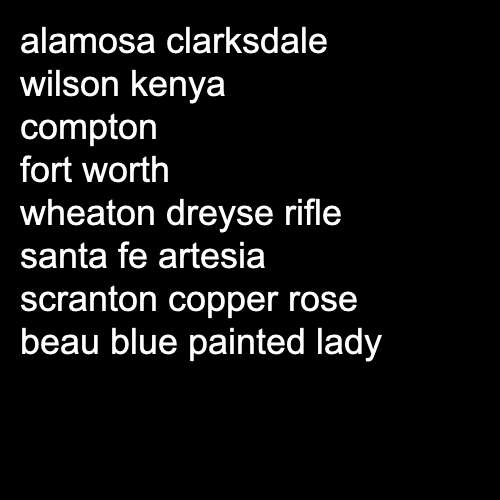 alamosa clarksdale
wilson kenya
compton
fort worth
wheaton dreyse rifle
santa fe artesia
scranton copper rose
beau blue painted lady